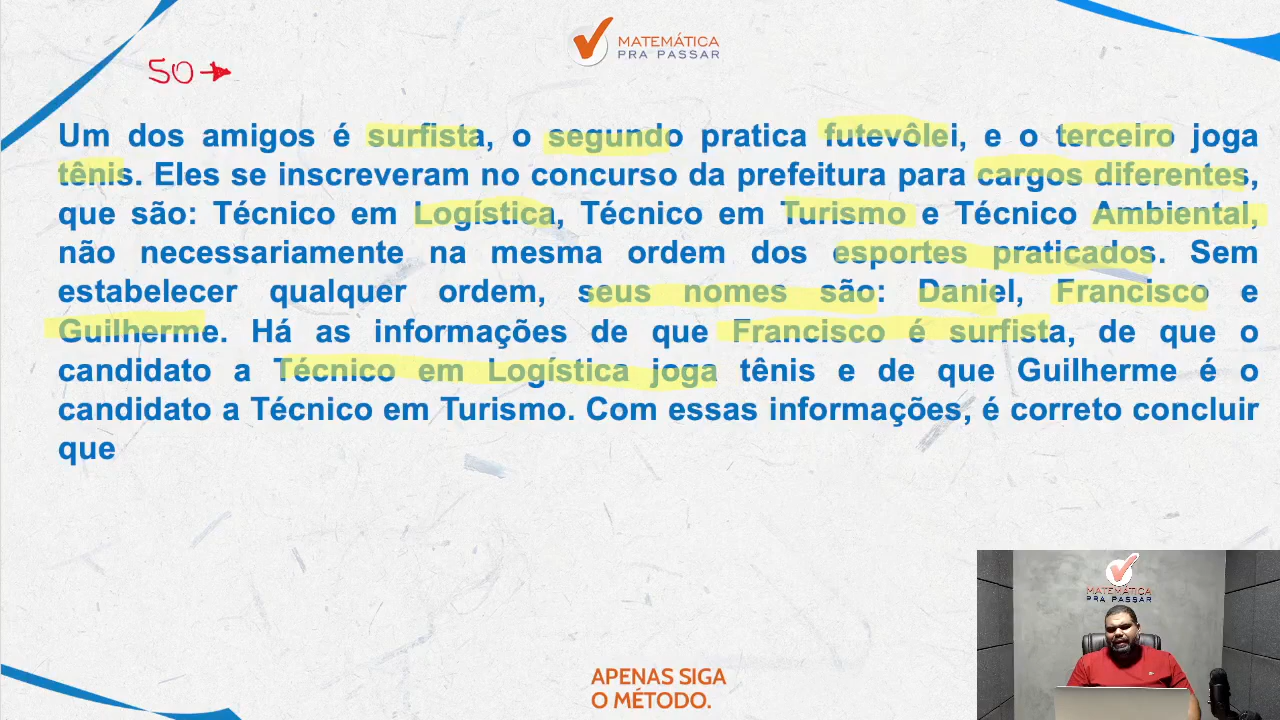 MATEMÁTICA
PRA PASSAR
50
Um dos amigos é surfista, o segundo pratica futevôlei, e o terceiro joga
tênis. Eles se inscreveram no concurso da prefeitura para cargos diferentes,
que são: Técnico em Logística, Técnico em Turismo e Técnico Ambiental,
não necessariamente na mesma ordem dos esportes praticados. Sem
estabelecer qualquer ordem, seus nomes são: Daniel, Francisco e
Guilherme. Há as informações de que Francisco é surfista, de que o
candidato a Técnico em Logística joga tênis e de que Guilherme é o
candidato a Técnico em Turismo. Com essas informações, é correto concluir
que
MATEMÁTICA
PRA PASSAR
APENAS SIGA
O MÉTODO.